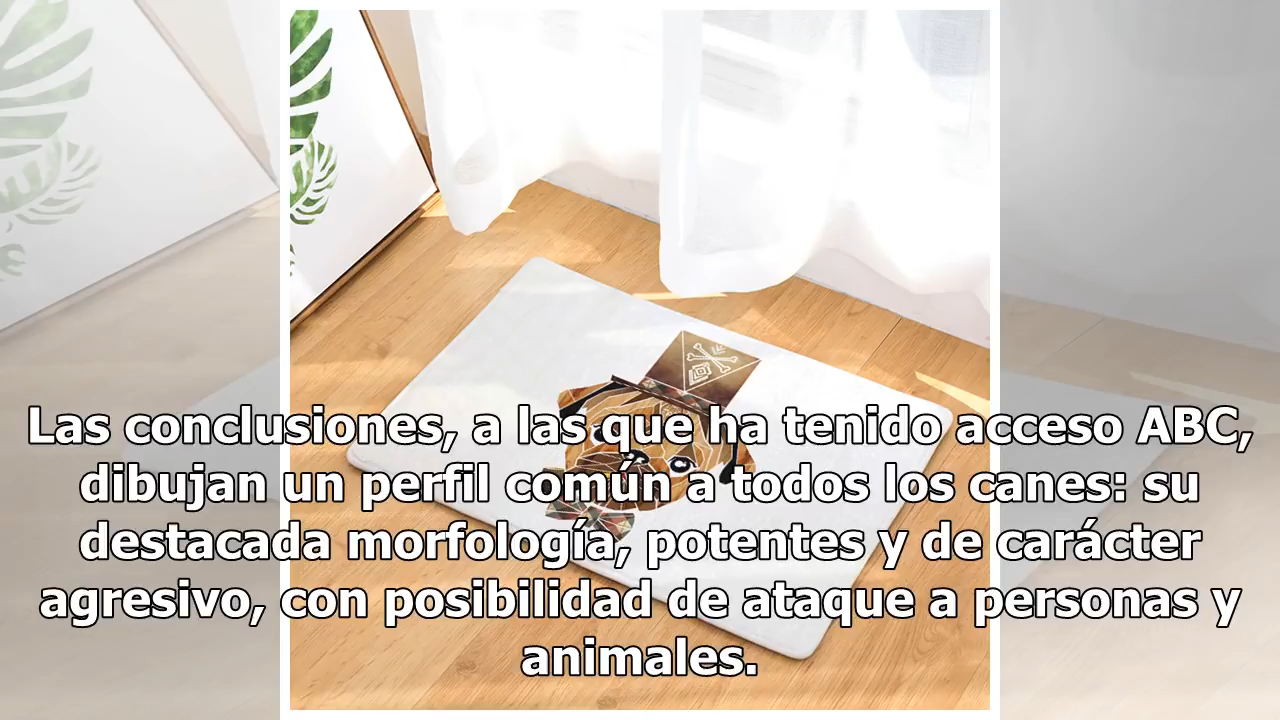 Las conclusiones, a las que ha tenido acceso ABC,
dibujan un perfil común a todos los canes: su
destacada morfología, potentes y de carácter
agresivo, con posibilidad de ataque a personas y
animales.